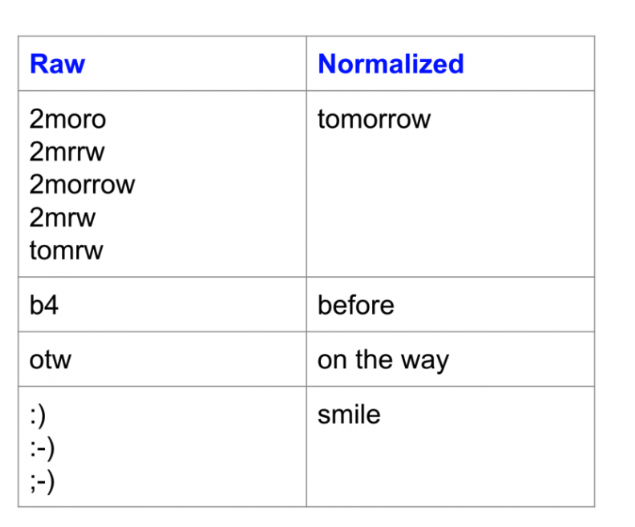 Raw Normalized
2moro tomorrow
2mrrw
2morrow
2mrw
tomrw
b4 before
otw on the way
:) smile
:-)
;-)